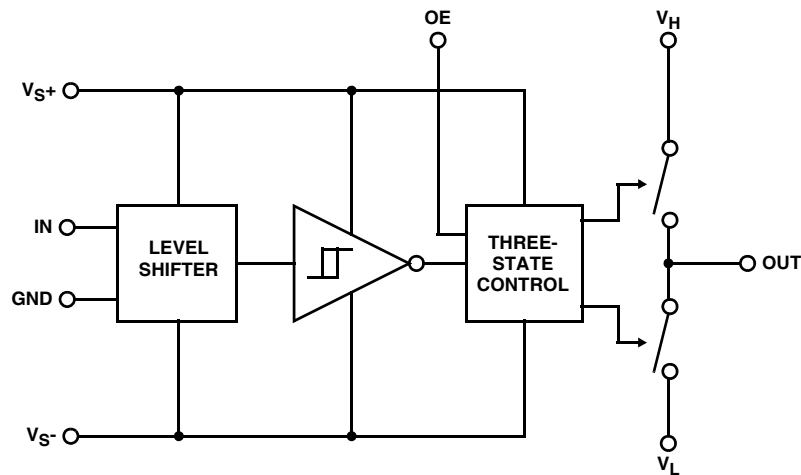 OE
VH
VS+
IN
LEVEL
SHIFTER
GND
THREE-
STATE
CONTROL
OUT
VS-
VL